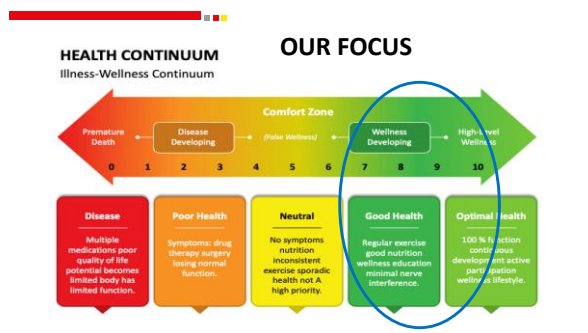 OUR FOCUS
HEALTH CONTINUUM
Illness-Wellness Continuum
Comfort Zone
Premature
Death
Disease
Developing
(False Wellness)
Wellness
Developing
High-Level
Wellness
0 1 2 3 4 5 6 7 8 9 10
Disease
Multiple
medications poor
quality of life
potential becomes
limited body has
limited function.
Poor Health
Symptoms: drug
therapy surgery
losing normal
function.
Neutral
No symptoms
nutrition
inconsistent
exercise sporadic
health not A
high priority.
Good Health
Regular exercise
good nutrition
wellness education
minimal nerve
interference.
Optimal Health
100 % function
continuous
development active
participation
wellness lifestyle.